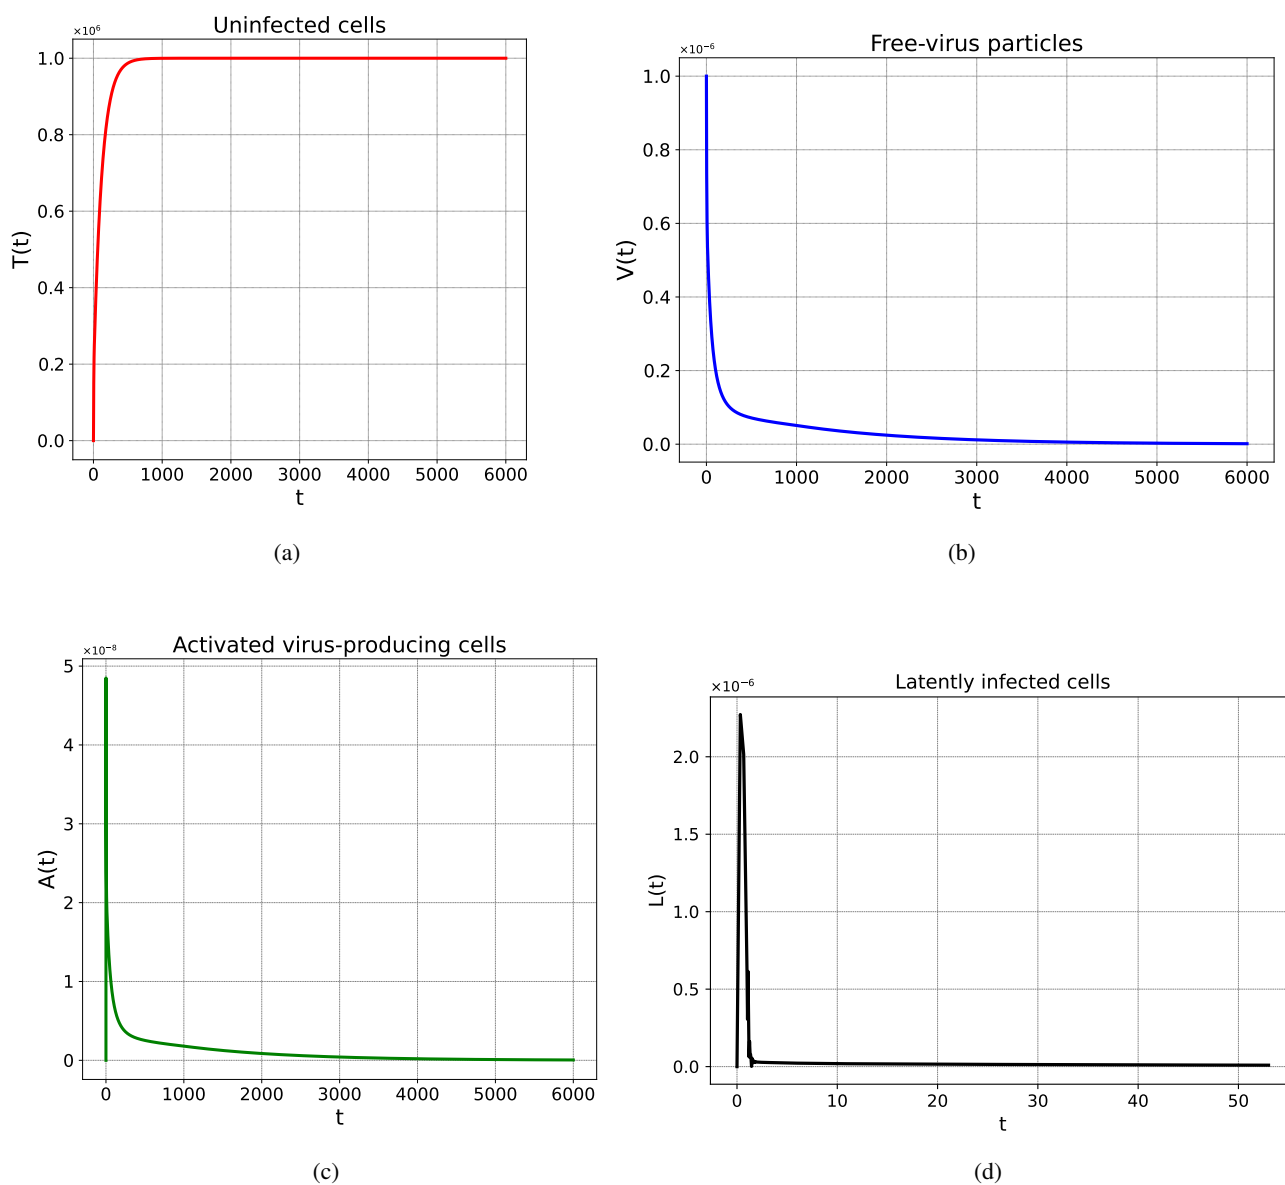 Uninfected cells
×10⁶
1.0
0.8
0.6
0.4
0.2
0.0
T(t)
0 1000 2000 3000 4000 5000 6000
t
(a)
Free-virus particles
×10⁻⁶
1.0
0.8
0.6
0.4
0.2
0.0
V(t)
0 1000 2000 3000 4000 5000 6000
t
(b)
Activated virus-producing cells
×10⁻⁸
5
4
3
2
1
0
A(t)
0 1000 2000 3000 4000 5000 6000
t
(c)
Latently infected cells
×10⁻⁶
2.0
1.5
1.0
0.5
0.0
L(t)
0 10 20 30 40 50
t
(d)